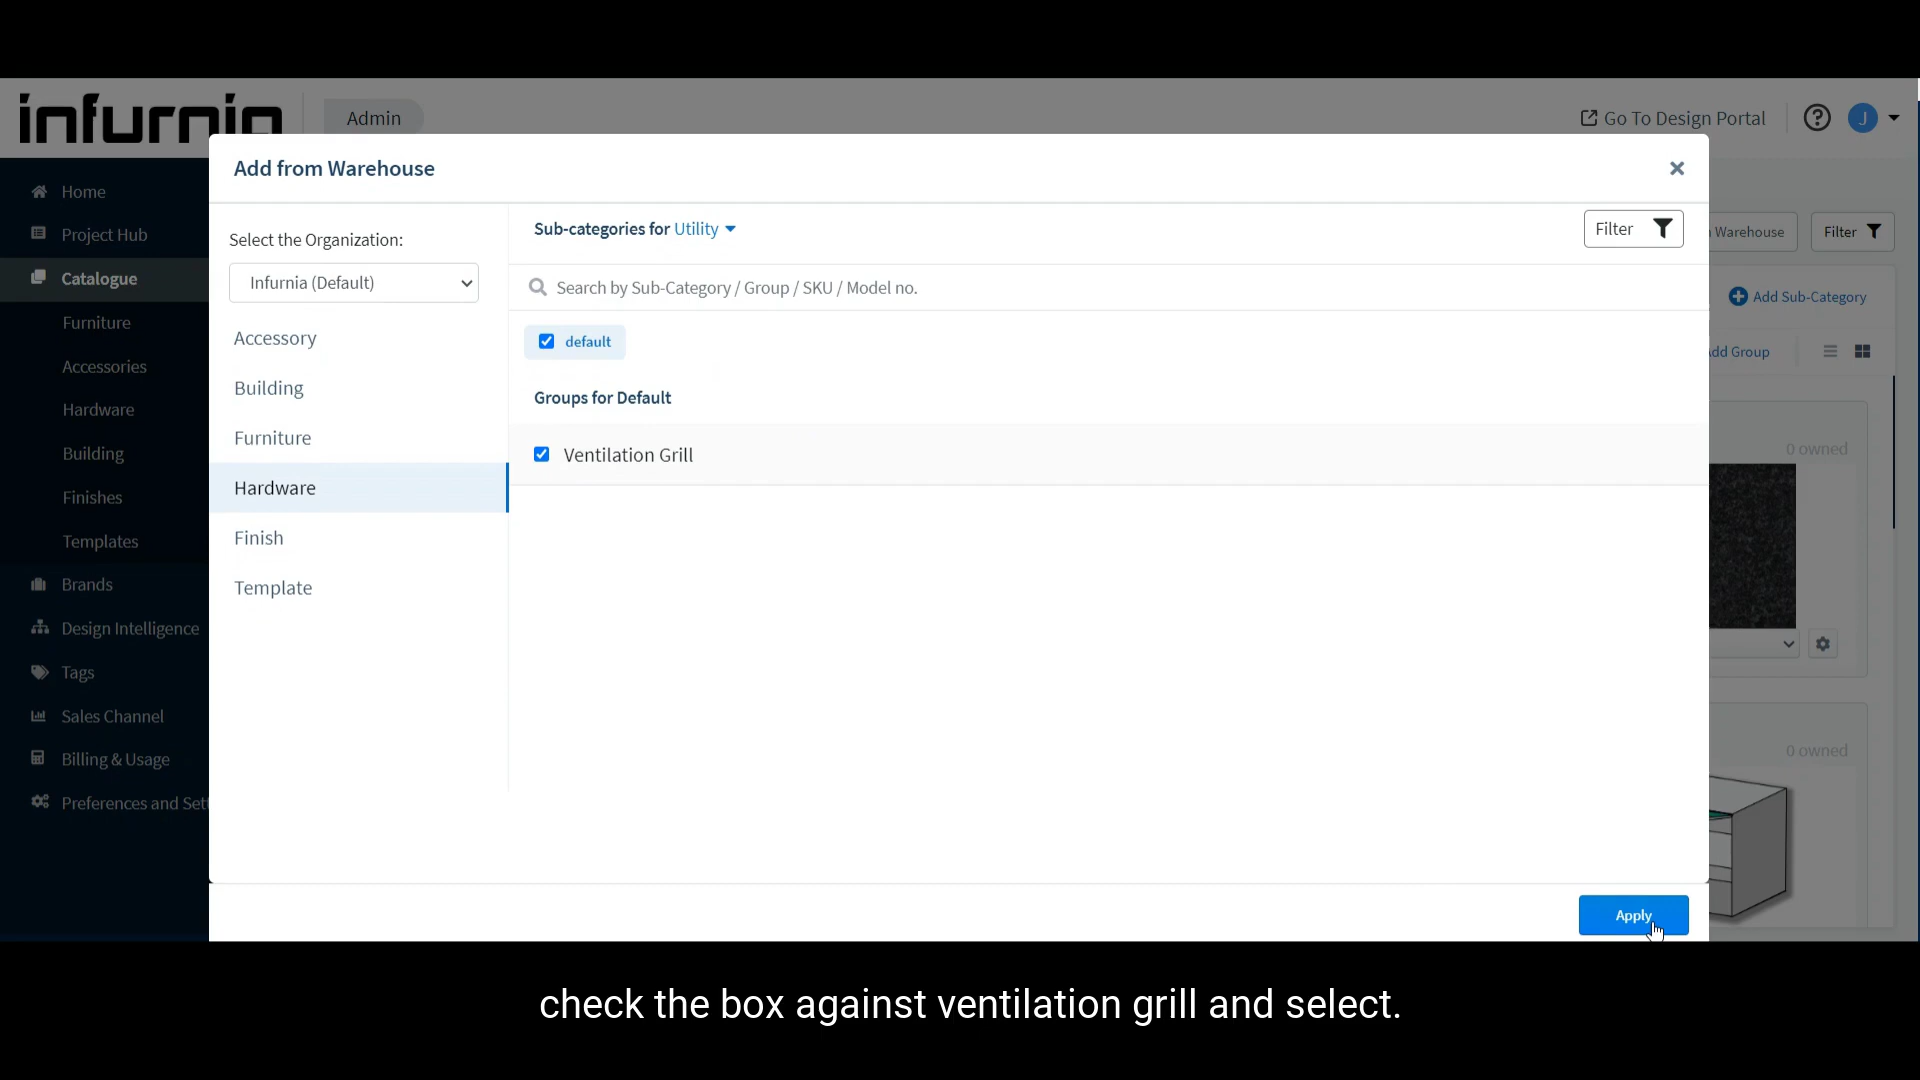 infurnia
Admin
Go To Design Portal
J
Add from Warehouse
Home
Project Hub
Catalogue
Furniture
Accessories
Hardware
Building
Finishes
Templates
Brands
Design Intelligence
Tags
Sales Channel
Billing & Usage
Preferences and Sett
Select the Organization:
Infurnia (Default)
Accessory
Building
Furniture
Hardware
Finish
Template
Sub-categories for Utility
Filter
Search by Sub-Category / Group / SKU / Model no.
default
Groups for Default
Ventilation Grill
Apply
Warehouse
Filter
Add Sub-Category
Add Group
0 owned
0 owned
check the box against ventilation grill and select.